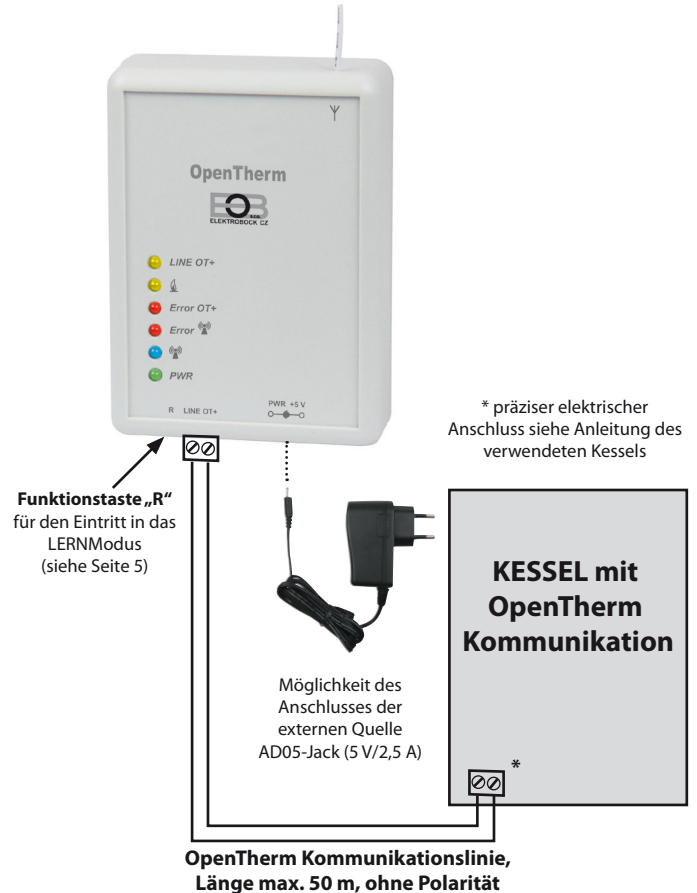 OpenTherm
EOB s.r.o.
ELEKTROBOCK CZ
LINE OT+
Error OT+
Error
PWR
R LINE OT+
PWR +5 V
* präziser elektrischer
Anschluss siehe Anleitung des
verwendeten Kessels
Funktionstaste „R“
für den Eintritt in das
LERNModus
(siehe Seite 5)
KESSEL mit
OpenTherm
Kommunikation
Möglichkeit des
Anschlusses der
externen Quelle
AD05-Jack (5 V/2,5 A)
*
OpenTherm Kommunikationslinie,
Länge max. 50 m, ohne Polarität